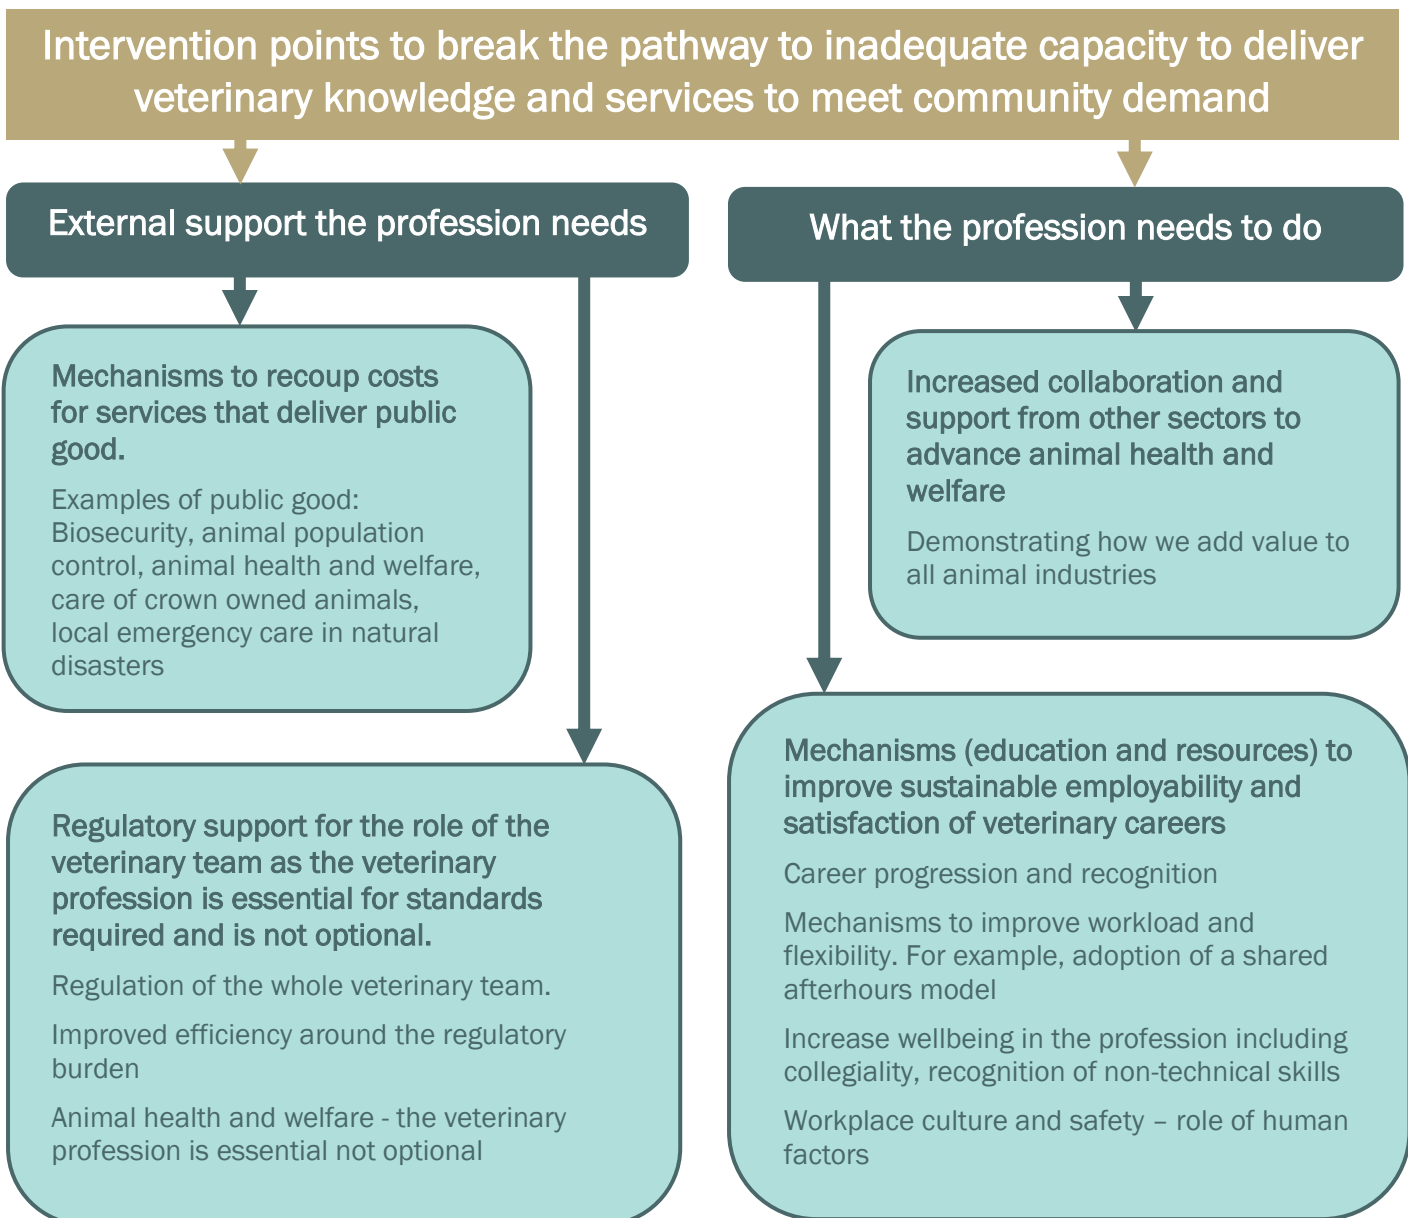 Intervention points to break the pathway to inadequate capacity to deliver
veterinary knowledge and services to meet community demand
External support the profession needs
Mechanisms to recoup costs
for services that deliver public
good.
Examples of public good:
Biosecurity, animal population
control, animal health and welfare,
care of crown owned animals,
local emergency care in natural
disasters
Regulatory support for the role of the
veterinary team as the veterinary
profession is essential for standards
required and is not optional.
Regulation of the whole veterinary team.
Improved efficiency around the regulatory
burden
Animal health and welfare - the veterinary
profession is essential not optional
What the profession needs to do
Increased collaboration and
support from other sectors to
advance animal health and
welfare
Demonstrating how we add value to
all animal industries
Mechanisms (education and resources) to
improve sustainable employability and
satisfaction of veterinary careers
Career progression and recognition
Mechanisms to improve workload and
flexibility. For example, adoption of a shared
afterhours model
Increase wellbeing in the profession including
collegiality, recognition of non-technical skills
Workplace culture and safety – role of human
factors